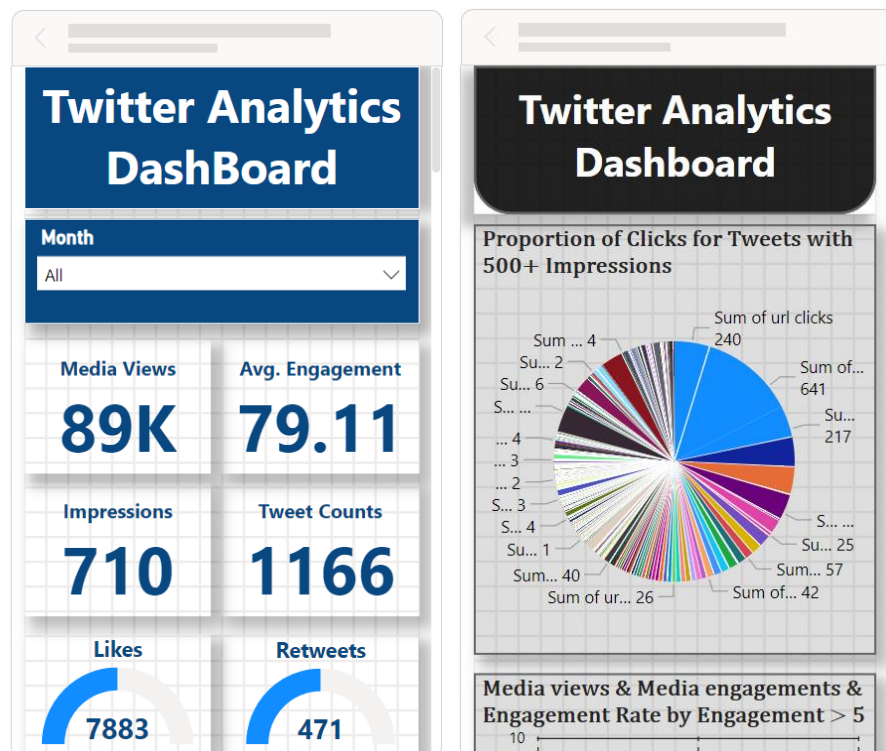 Twitter Analytics
DashBoard
Month
All
Media Views
89K
Avg. Engagement
79.11
Impressions
710
Tweet Counts
1166
Likes
7883
Retweets
471
Twitter Analytics
Dashboard
Proportion of Clicks for Tweets with
500+ Impressions
Sum of url clicks
240
Sum of...
641
Su...
217
S... ...
Su... 25
Sum... 57
Sum of... 42
Sum of ur... 26
Sum... 40
Su... 1
S... 4
S... 3
... 2
... 3
... 4
S... ...
Su... 6
Su... 2
Sum ... 4
Media views & Media engagements &
Engagement Rate by Engagement > 5
10